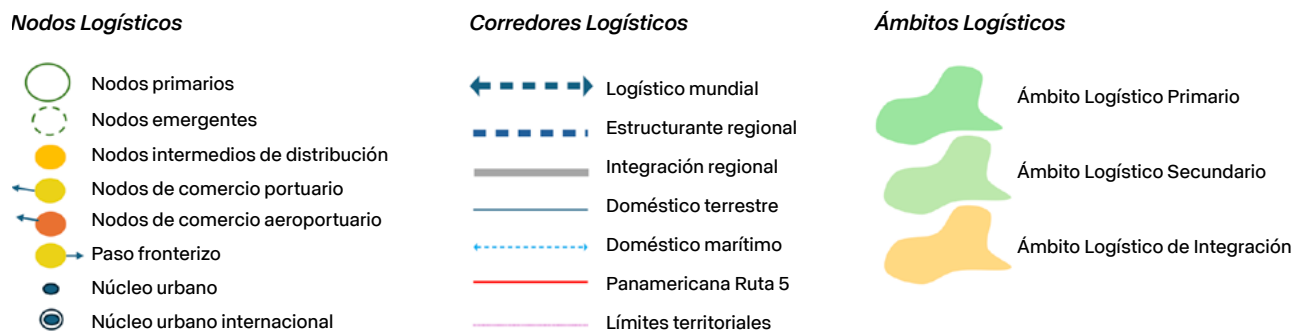 Nodos Logísticos
Nodos primarios
Nodos emergentes
Nodos intermedios de distribución
Nodos de comercio portuario
Nodos de comercio aeroportuario
Paso fronterizo
Núcleo urbano
Núcleo urbano internacional
Corredores Logísticos
Logístico mundial
Estructurante regional
Integración regional
Doméstico terrestre
Doméstico marítimo
Panamericana Ruta 5
Límites territoriales
Ámbitos Logísticos
Ámbito Logístico Primario
Ámbito Logístico Secundario
Ámbito Logístico de Integración